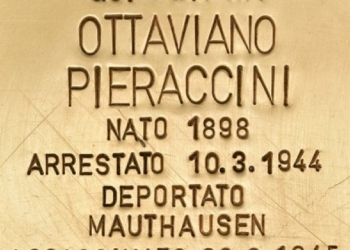 OTTAVIANO
PIERACCINI
NATO 1898
ARRESTATO 10.3.1944
DEPORTATO
MAUTHAUSEN